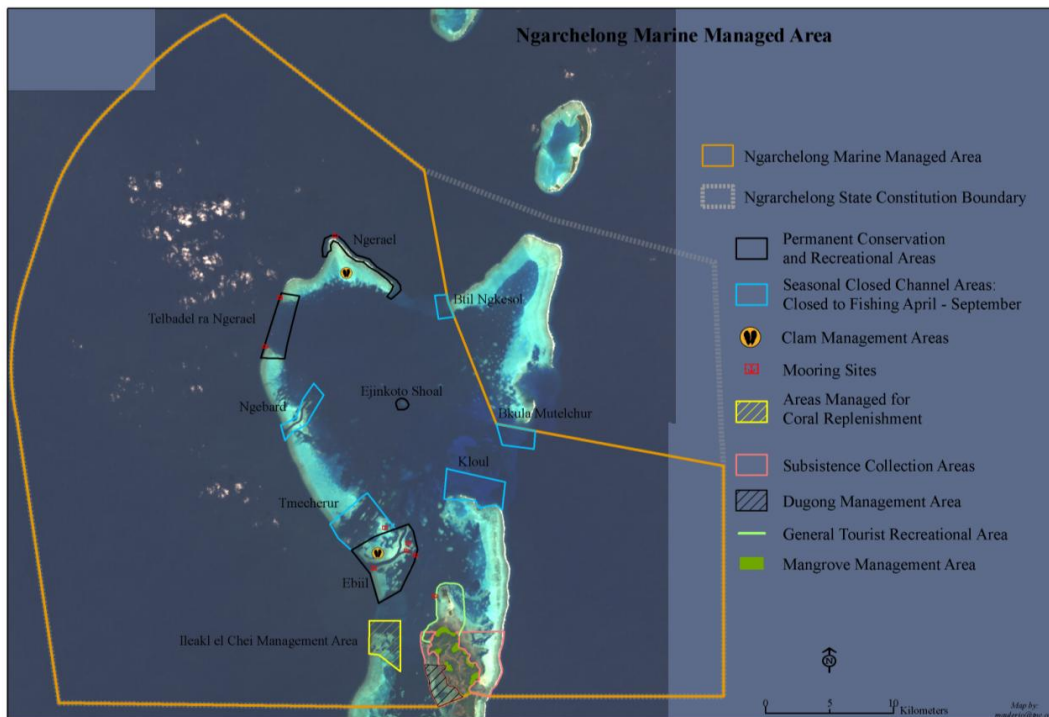 Ngarchelong Marine Managed Area
Ngarchelong Marine Managed Area
Ngrarchelong State Constitution Boundary
Permanent Conservation
and Recreational Areas
Seasonal Closed Channel Areas:
Closed to Fishing April - September
Clam Management Areas
Mooring Sites
Areas Managed for
Coral Replenishment
Subsistence Collection Areas
Dugong Management Area
General Tourist Recreational Area
Mangrove Management Area
Ngerael
Btil Ngkesol
Telbadel ra Ngerael
Ejinkoto Shoal
Ngebard
Bkula Mutelchur
Kloul
Tmecherur
Ebiil
Ileakl el Chei Management Area
N
0 5 10
Kilometers
Map by: